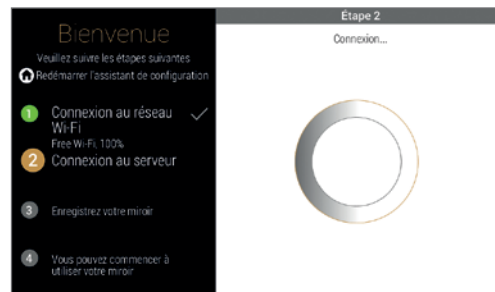 Bienvenue
Veuillez suivre les étapes suivantes
Redémarrer l'assistant de configuration
1 Connexion au réseau
Wi-Fi
Free Wi-Fi, 100%
2 Connexion au serveur
3 Enregistrez votre miroir
4 Vous pouvez commencer à
utiliser votre miroir
Étape 2
Connexion...